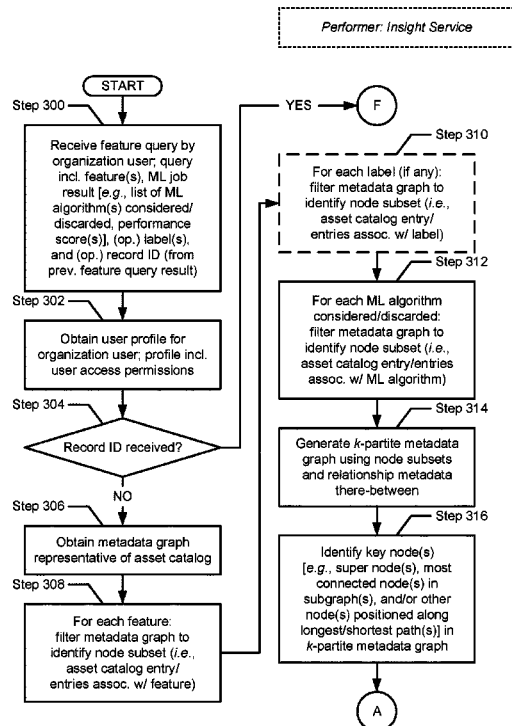 Performer: Insight Service
START
YES
F
Step 300
Receive feature query by
organization user; query
incl. feature(s), ML job
result [e.g., list of ML
algorithm(s) considered/
discarded, performance
score(s)], (op.) label(s),
and (op.) record ID (from
prev. feature query result)
Step 302
Obtain user profile for
organization user; profile incl.
user access permissions
Step 304
Record ID received?
NO
Step 306
Obtain metadata graph
representative of asset catalog
Step 308
For each feature:
filter metadata graph to
identify node subset (i.e.,
asset catalog entry/
entries assoc. w/ feature)
Step 310
For each label (if any):
filter metadata graph to
identify node subset (i.e.,
asset catalog entry/
entries assoc. w/ label)
Step 312
For each ML algorithm
considered/discarded:
filter metadata graph to
identify node subset (i.e.,
asset catalog entry/entries
assoc. w/ ML algorithm)
Step 314
Generate k-partite metadata
graph using node subsets
and relationship metadata
there-between
Step 316
Identify key node(s)
[e.g., super node(s), most
connected node(s) in
subgraph(s), and/or other
node(s) positioned along
longest/shortest path(s)] in
k-partite metadata graph
A